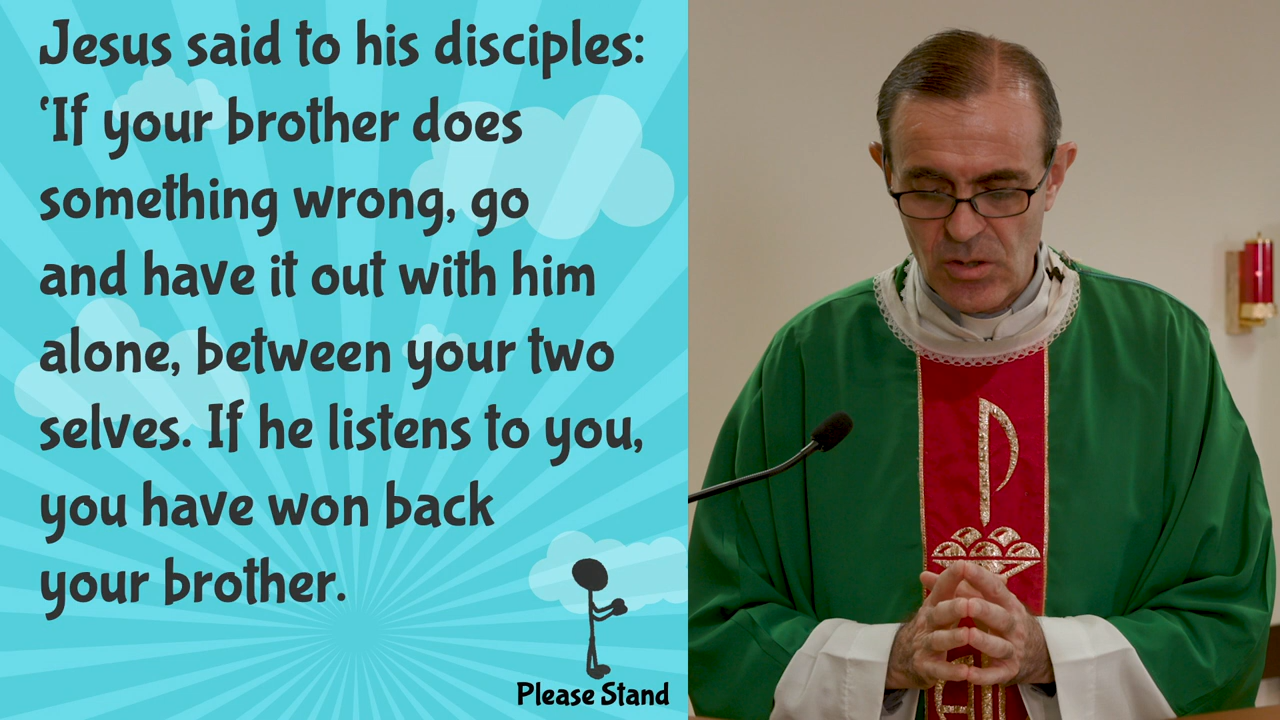 Jesus said to his disciples:
‘If your brother does
something wrong, go
and have it out with him
alone, between your two
selves. If he listens to you,
you have won back
your brother.
Please Stand